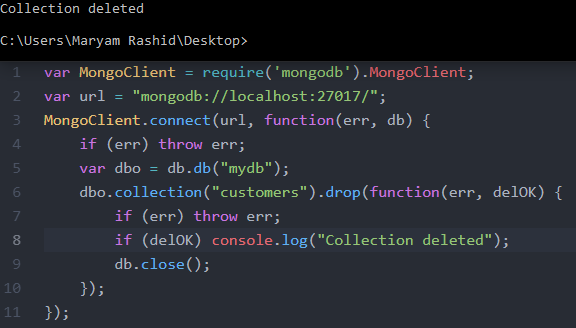 Collection deleted
C:\Users\Maryam Rashid\Desktop>
1 var MongoClient = require('mongodb').MongoClient;
2 var url = "mongodb://localhost:27017/";
3 MongoClient.connect(url, function(err, db) {
4 if (err) throw err;
5 var dbo = db.db("mydb");
6 dbo.collection("customers").drop(function(err, delOK) {
7 if (err) throw err;
8 if (delOK) console.log("Collection deleted");
9 db.close();
10 });
11 });